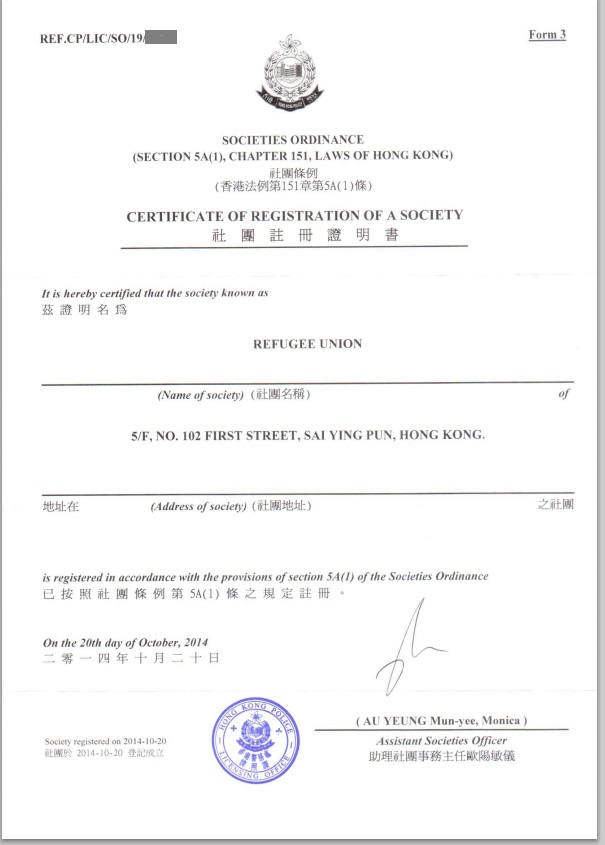 REF.CP/LIC/SO/19/
Form 3
HONG KONG POLICE
SOCIETIES ORDINANCE
(SECTION 5A(1), CHAPTER 151, LAWS OF HONG KONG)
社團條例
(香港法例第151章第5A(1)條)
CERTIFICATE OF REGISTRATION OF A SOCIETY
社團註冊證明書
It is hereby certified that the society known as
茲證明名為
REFUGEE UNION
(Name of society) (社團名稱) of
5/F, NO. 102 FIRST STREET, SAI YING PUN, HONG KONG.
地址在 (Address of society) (社團地址) 之社團
is registered in accordance with the provisions of section 5A(1) of the Societies Ordinance
已按照社團條例第 5A(1) 條之規定註冊。
On the 20th day of October, 2014
二零一四年十月二十日
( AU YEUNG Mun-yee, Monica )
Assistant Societies Officer
助理社團事務主任歐陽敏儀
Society registered on 2014-10-20
社團於 2014-10-20 登記成立
HONG KONG POLICE
LICENSING OFFICE